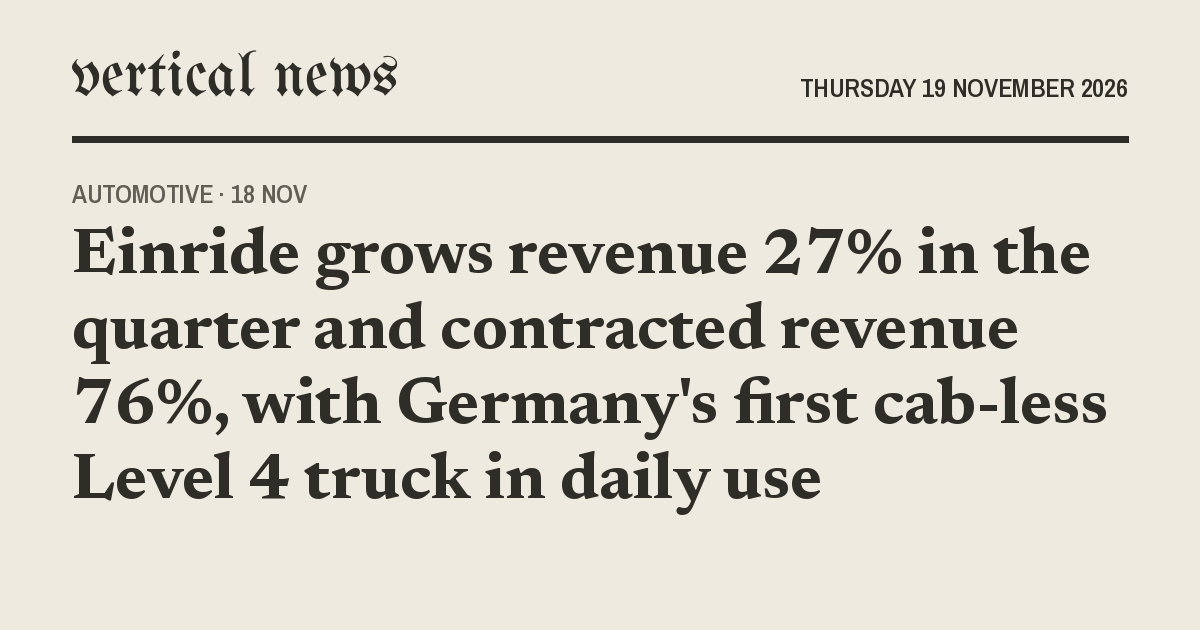 vertical news
THURSDAY 19 NOVEMBER 2026
AUTOMOTIVE · 18 NOV
Einride grows revenue 27% in the
quarter and contracted revenue
76%, with Germany's first cab-less
Level 4 truck in daily use